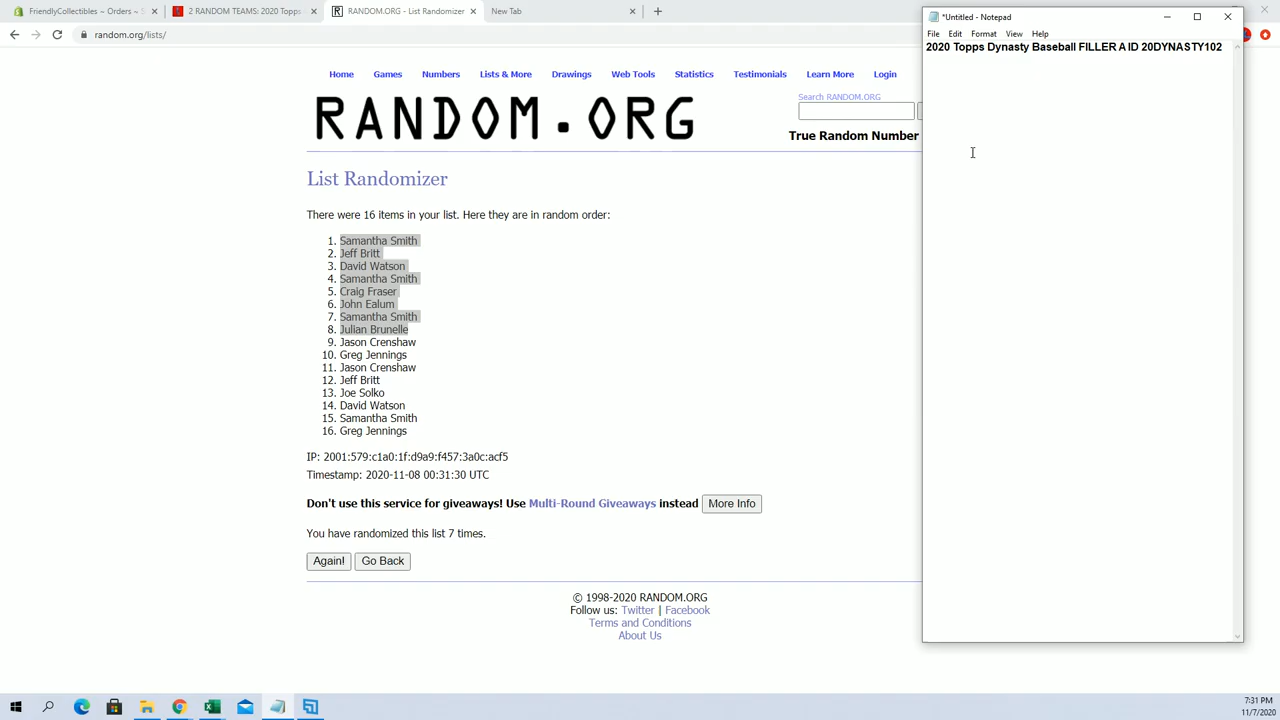 FriendlyCollectibles ~ Orders ~ S
2 RANDOM TEAMS: 2020 Topps
RANDOM.ORG - List Randomizer
New Tab
random.org/lists/
Home Games Numbers Lists & More Drawings Web Tools Statistics Testimonials Learn More Login
RANDOM.ORG
Search RANDOM.ORG
True Random Number
List Randomizer
There were 16 items in your list. Here they are in random order:
1. Samantha Smith
2. Jeff Britt
3. David Watson
4. Samantha Smith
5. Craig Fraser
6. John Ealum
7. Samantha Smith
8. Julian Brunelle
9. Jason Crenshaw
10. Greg Jennings
11. Jason Crenshaw
12. Jeff Britt
13. Joe Solko
14. David Watson
15. Samantha Smith
16. Greg Jennings
IP: 2001:579:c1a0:1f:d9a9:f457:3a0c:acf5
Timestamp: 2020-11-08 00:31:30 UTC
Don't use this service for giveaways! Use Multi-Round Giveaways instead More Info
You have randomized this list 7 times.
Again! Go Back
© 1998-2020 RANDOM.ORG
Follow us: Twitter | Facebook
Terms and Conditions
About Us
*Untitled - Notepad
File Edit Format View Help
2020 Topps Dynasty Baseball FILLER A ID 20DYNASTY102
7:31 PM
11/7/2020